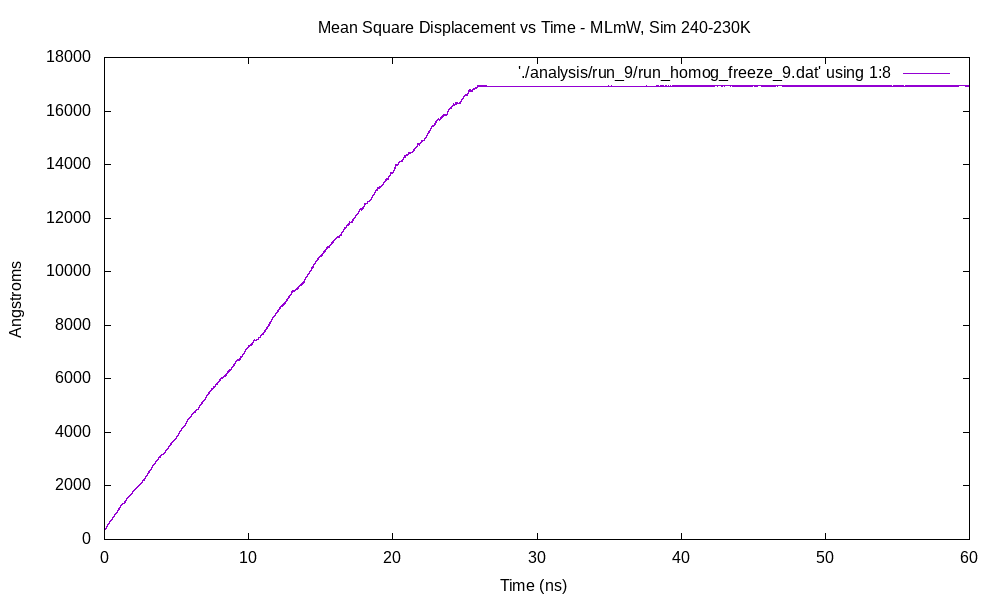 Mean Square Displacement vs Time - MLmW, Sim 240-230K
'./analysis/run_9/run_homog_freeze_9.dat' using 1:8
18000
16000
14000
12000
10000
8000
6000
4000
2000
0
Angstroms
0 10 20 30 40 50 60
Time (ns)